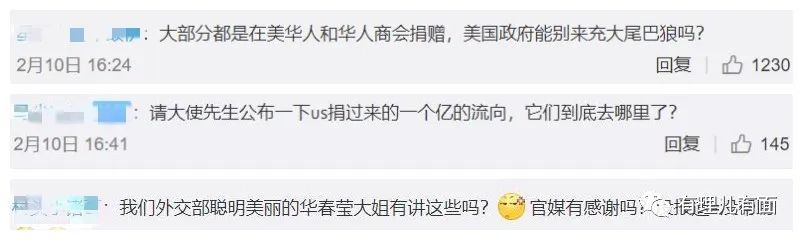 ：大部分都是在美华人和华人商会捐赠，美国政府能别来充大尾巴狼吗？
2月10日 16:24
回复
1230
：请大使先生公布一下us捐过来的一个亿的流向，它们到底去哪里了？
2月10日 16:41
回复
145
：我们外交部聪明美丽的华春莹大姐有讲这些吗？官媒有感谢吗？
有理儿有面